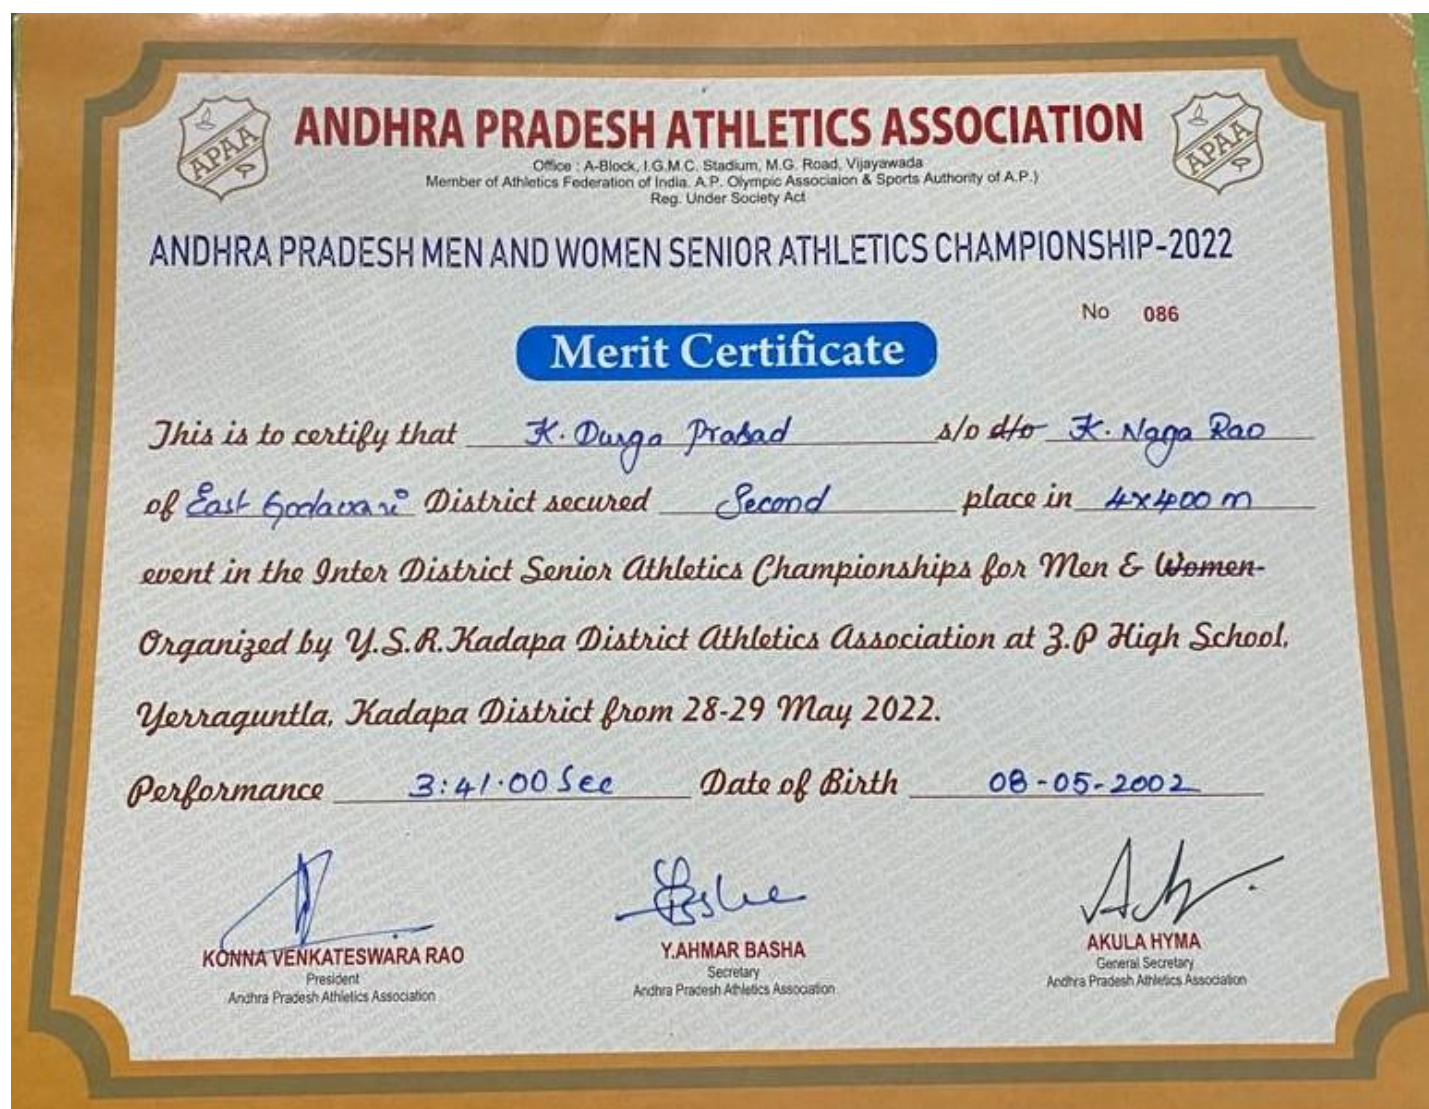 APAA
ANDHRA PRADESH ATHLETICS ASSOCIATION
APAA
Office : A-Block, I.G.M.C. Stadium, M.G. Road, Vijayawada
Member of Athletics Federation of India. A.P. Olympic Associaion & Sports Authority of A.P.)
Reg. Under Society Act
ANDHRA PRADESH MEN AND WOMEN SENIOR ATHLETICS CHAMPIONSHIP-2022
No 086
Merit Certificate
This is to certify that K. Durga Prasad s/o d/o K. Naga Rao
of East Godavari District secured Second place in 4x400 m
event in the Inter District Senior Athletics Championships for Men & Women
Organized by Y.S.R.Kadapa District Athletics Association at Z.P High School,
Yerraguntla, Kadapa District from 28-29 May 2022.
Performance 3:41.00 Sec Date of Birth 08-05-2002
KONNA VENKATESWARA RAO
President
Andhra Pradesh Athletics Association
Y.AHMAR BASHA
Secretary
Andhra Pradesh Athletics Association
AKULA HYMA
General Secretary
Andhra Pradesh Athletics Association